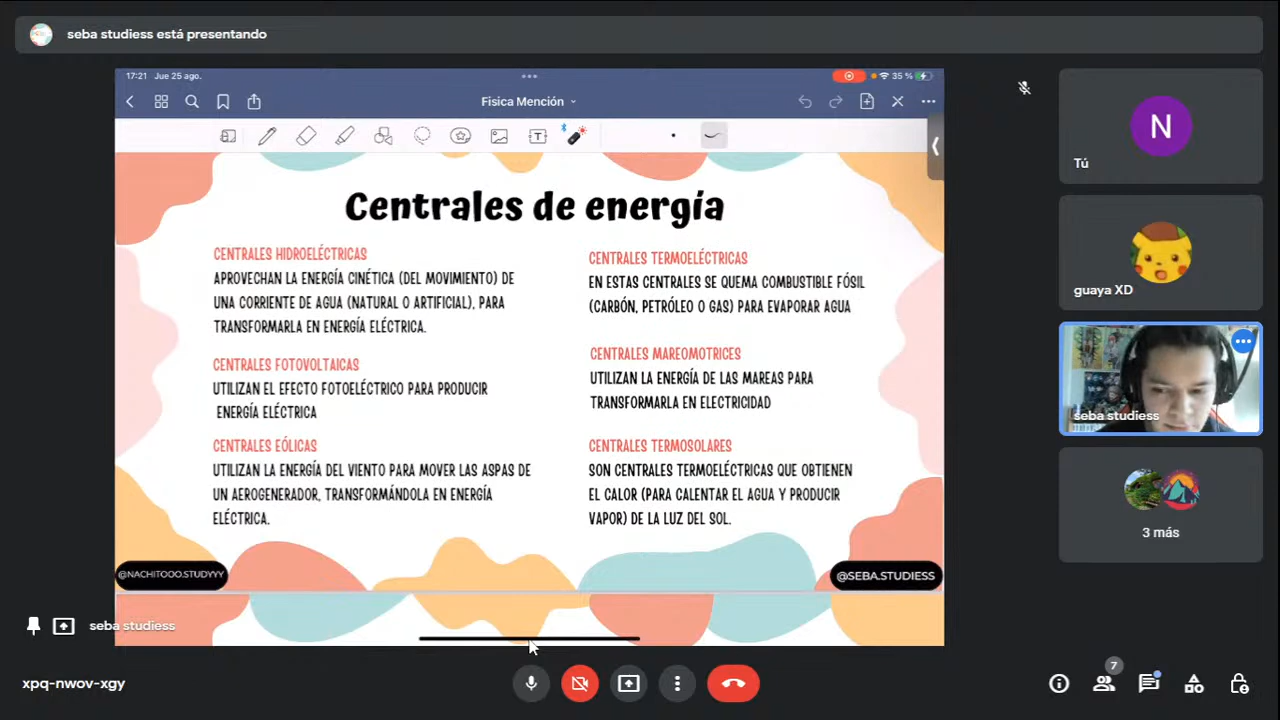 seba studiess está presentando
17:21 Jue 25 ago.
35 %
Física Mención
Centrales de energía
CENTRALES HIDROELÉCTRICAS
APROVECHAN LA ENERGÍA CINÉTICA (DEL MOVIMIENTO) DE
UNA CORRIENTE DE AGUA (NATURAL O ARTIFICIAL), PARA
TRANSFORMARLA EN ENERGÍA ELÉCTRICA.
CENTRALES FOTOVOLTAICAS
UTILIZAN EL EFECTO FOTOELÉCTRICO PARA PRODUCIR
ENERGÍA ELÉCTRICA
CENTRALES EÓLICAS
UTILIZAN LA ENERGÍA DEL VIENTO PARA MOVER LAS ASPAS DE
UN AEROGENERADOR, TRANSFORMÁNDOLA EN ENERGÍA
ELÉCTRICA.
CENTRALES TERMOELÉCTRICAS
EN ESTAS CENTRALES SE QUEMA COMBUSTIBLE FÓSIL
(CARBÓN, PETRÓLEO O GAS) PARA EVAPORAR AGUA
CENTRALES MAREOMOTRICES
UTILIZAN LA ENERGÍA DE LAS MAREAS PARA
TRANSFORMARLA EN ELECTRICIDAD
CENTRALES TERMOSOLARES
SON CENTRALES TERMOELÉCTRICAS QUE OBTIENEN
EL CALOR (PARA CALENTAR EL AGUA Y PRODUCIR
VAPOR) DE LA LUZ DEL SOL.
@NACHITOOO.STUDYYY
@SEBA.STUDIESS
seba studiess
N
Tú
guaya XD
seba studiess
3 más
xpq-nwov-xgy
7